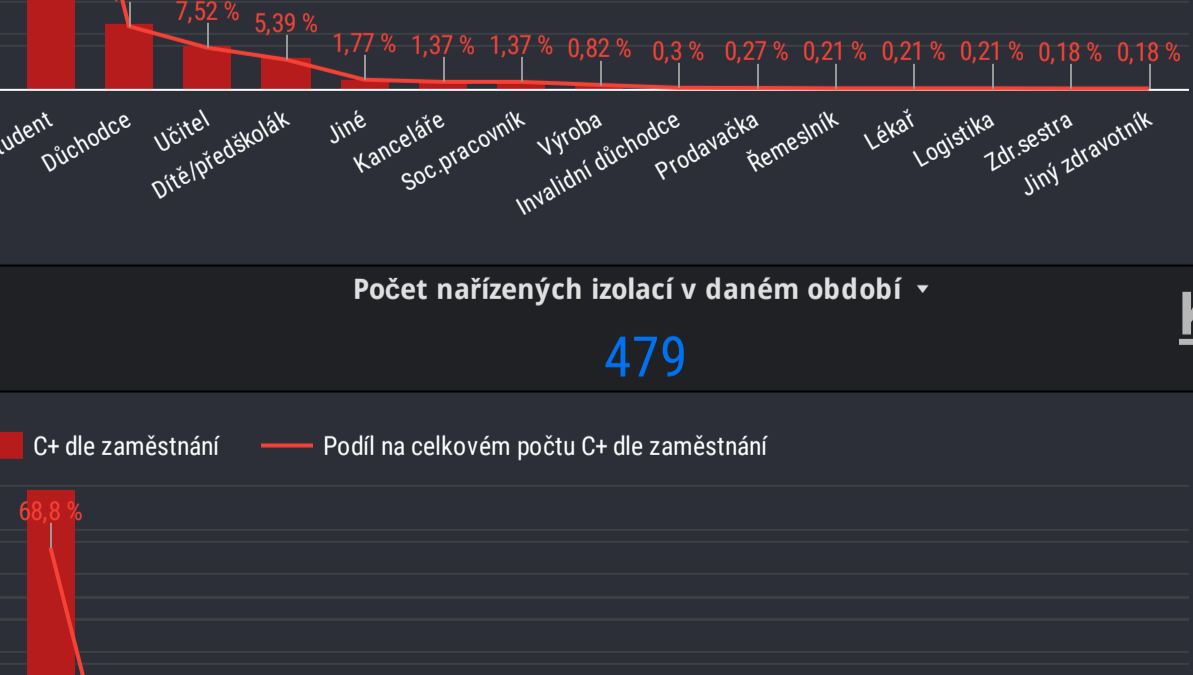 7,52 %
5,39 %
1,77 %
1,37 %
1,37 %
0,82 %
0,3 %
0,27 %
0,21 %
0,21 %
0,21 %
0,18 %
0,18 %
tudent
Důchodce
Učitel
Dítě/předškolák
Jiné
Kanceláře
Soc.pracovník
Výroba
Invalidní důchodce
Prodavačka
Řemeslník
Lékař
Logistika
Zdr.sestra
Jiný zdravotník
Počet nařízených izolací v daném období
479
C+ dle zaměstnání
Podíl na celkovém počtu C+ dle zaměstnání
68,8 %